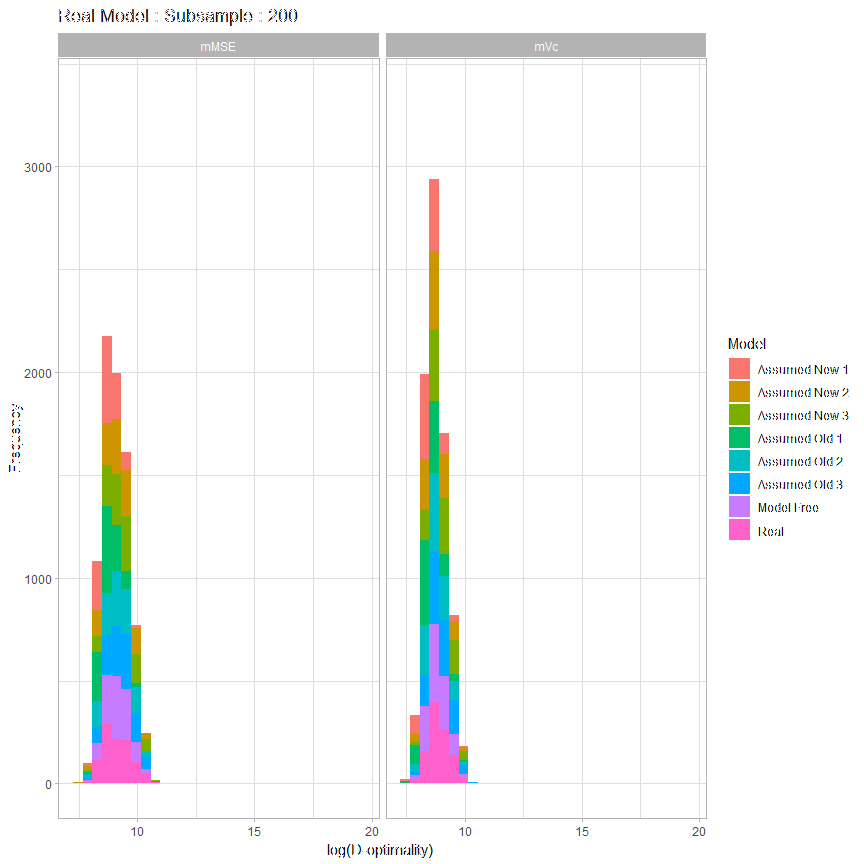 Real Model : Subsample : 200
mMSE
mVc
3000
2000
1000
0
Frequency
10
15
20
10
15
20
log(D-optimality)
Model
Assumed New 1
Assumed New 2
Assumed New 3
Assumed Old 1
Assumed Old 2
Assumed Old 3
Model Free
Real